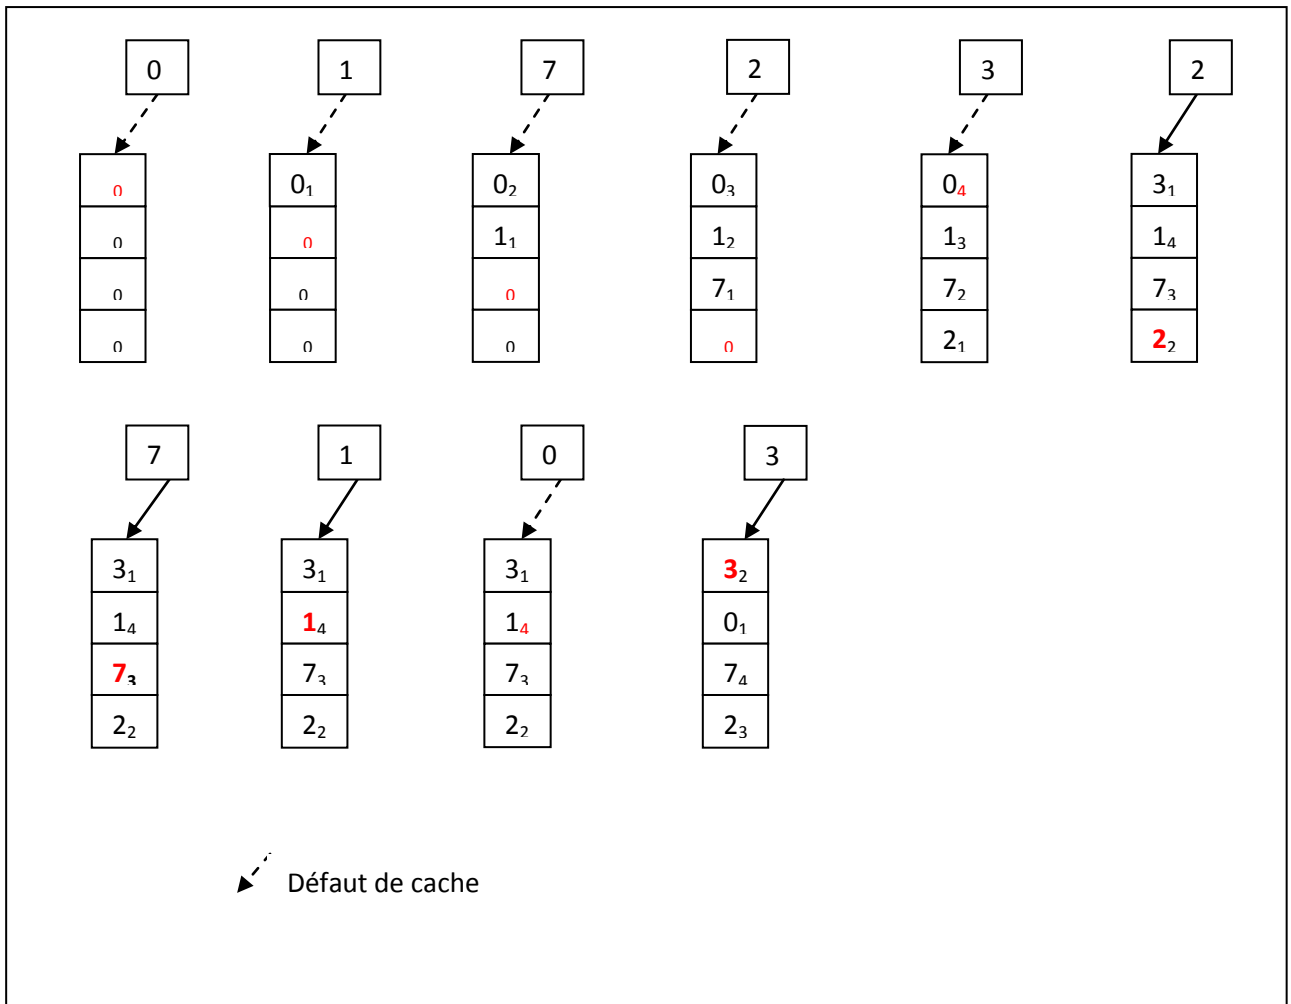 0 1 7 2 3 2
0 0₁ 0₂ 0₃ 0₄ 3₁
0 0 1₁ 1₂ 1₃ 1₄
0 0 0 7₁ 7₂ 7₃
0 0 0 0 2₁ 2₂
7 1 0 3
3₁ 3₁ 3₁ 3₂
1₄ 1₄ 1₄ 0₁
7₃ 7₃ 7₃ 7₄
2₂ 2₂ 2₂ 2₃
Défaut de cache